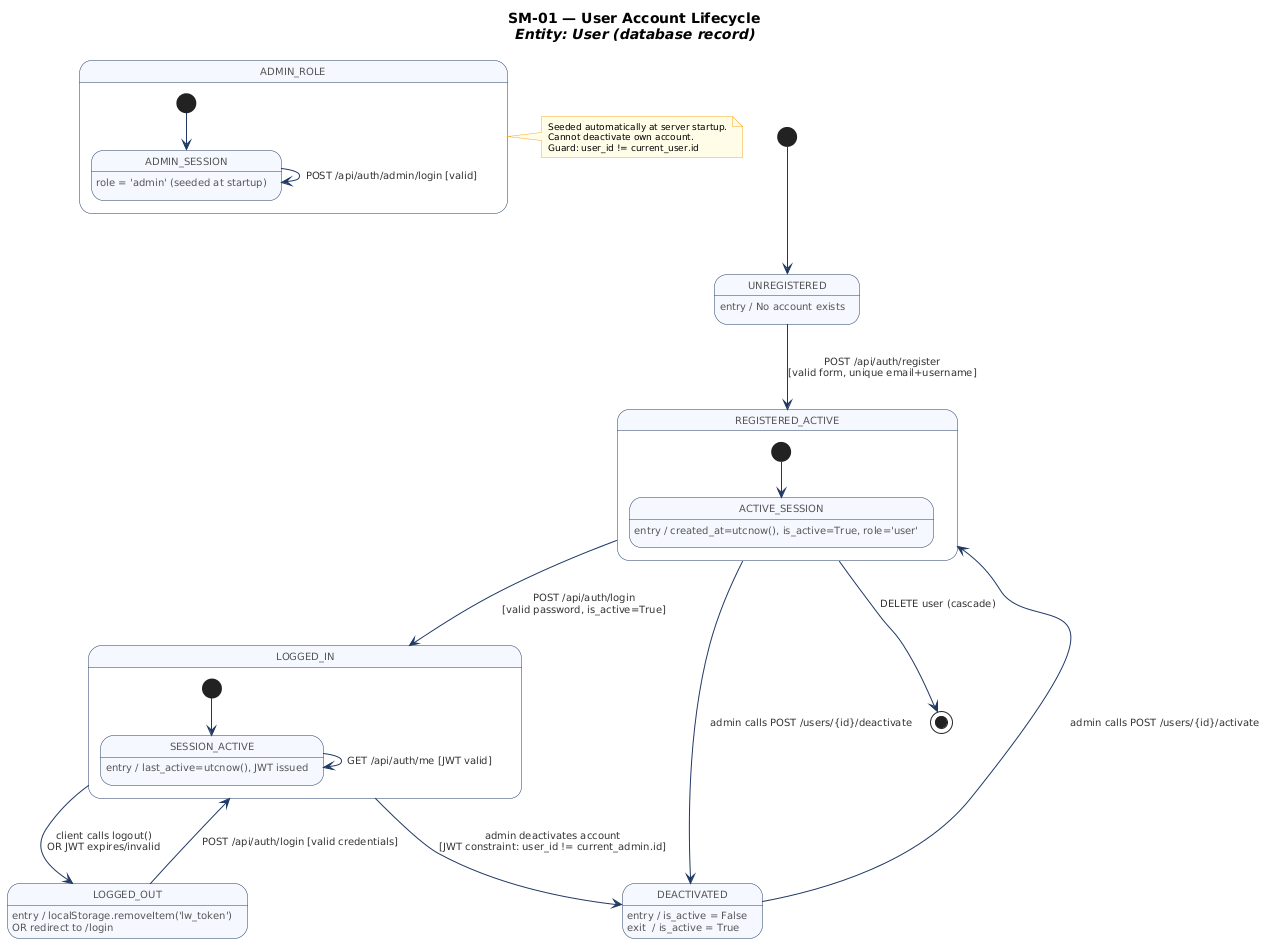 SM-01 — User Account Lifecycle
Entity: User (database record)
ADMIN_ROLE
ADMIN_SESSION
role = 'admin' (seeded at startup)
POST /api/auth/admin/login [valid]
Seeded automatically at server startup.
Cannot deactivate own account.
Guard: user_id != current_user.id
UNREGISTERED
entry / No account exists
POST /api/auth/register
[valid form, unique email+username]
REGISTERED_ACTIVE
ACTIVE_SESSION
entry / created_at=utcnow(), is_active=True, role='user'
POST /api/auth/login
[valid password, is_active=True]
DELETE user (cascade)
LOGGED_IN
SESSION_ACTIVE
entry / last_active=utcnow(), JWT issued
GET /api/auth/me [JWT valid]
admin calls POST /users/{id}/deactivate
admin calls POST /users/{id}/activate
client calls logout()
OR JWT expires/invalid
POST /api/auth/login [valid credentials]
admin deactivates account
[JWT constraint: user_id != current_admin.id]
LOGGED_OUT
entry / localStorage.removeItem('lw_token')
OR redirect to /login
DEACTIVATED
entry / is_active = False
exit  / is_active = True